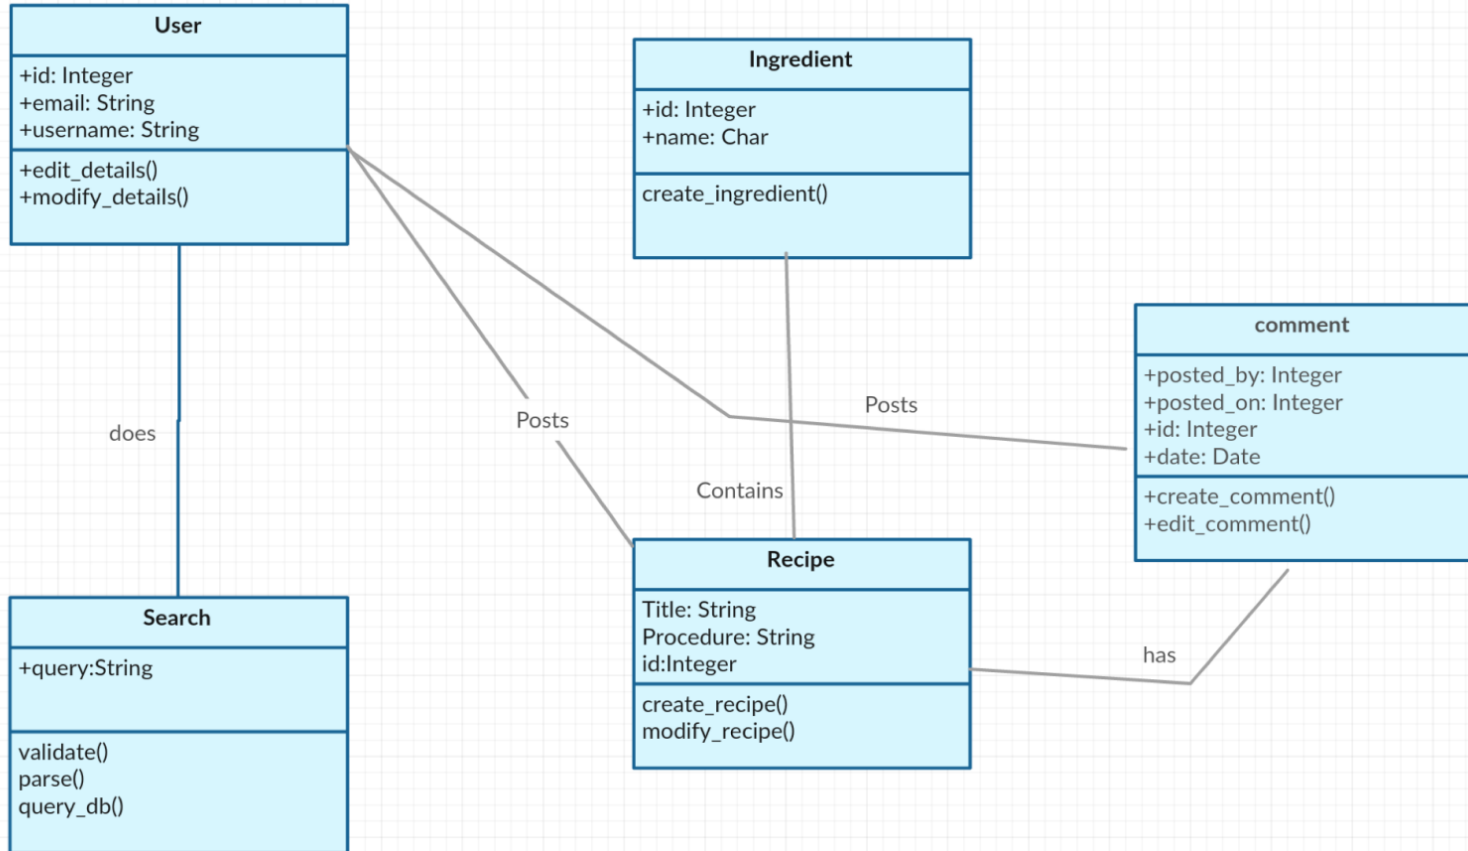 User
+id: Integer
+email: String
+username: String
+edit_details()
+modify_details()
Ingredient
+id: Integer
+name: Char
create_ingredient()
comment
+posted_by: Integer
+posted_on: Integer
+id: Integer
+date: Date
+create_comment()
+edit_comment()
Posts
Posts
does
Contains
Recipe
Title: String
Procedure: String
id:Integer
create_recipe()
modify_recipe()
has
Search
+query:String
validate()
parse()
query_db()